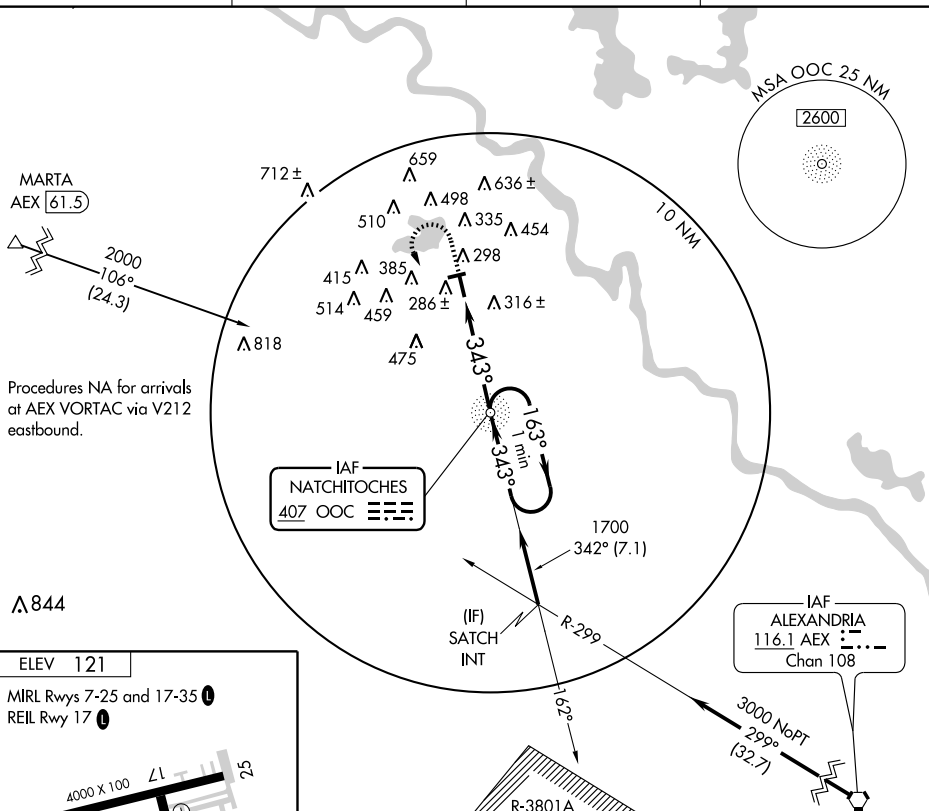 MSA OOC 25 NM
2600
MARTA
AEX 61.5
2000
106°
(24.3)
712 ±
659
636 ±
498
510
335
454
298
415
385
514
459
286 ±
316 ±
475
818
10 NM
Procedures NA for arrivals
at AEX VORTAC via V212
eastbound.
343°
163°
1 min
343°
IAF
NATCHITOCHES
407 OOC
1700
342° (7.1)
844
(IF)
SATCH
INT
R-299
162°
IAF
ALEXANDRIA
116.1 AEX
Chan 108
3000 NoPT
299°
(32.7)
R-3801A
ELEV 121
MIRL Rwys 7-25 and 17-35 L
REIL Rwy 17 L
4000 X 100
17
25